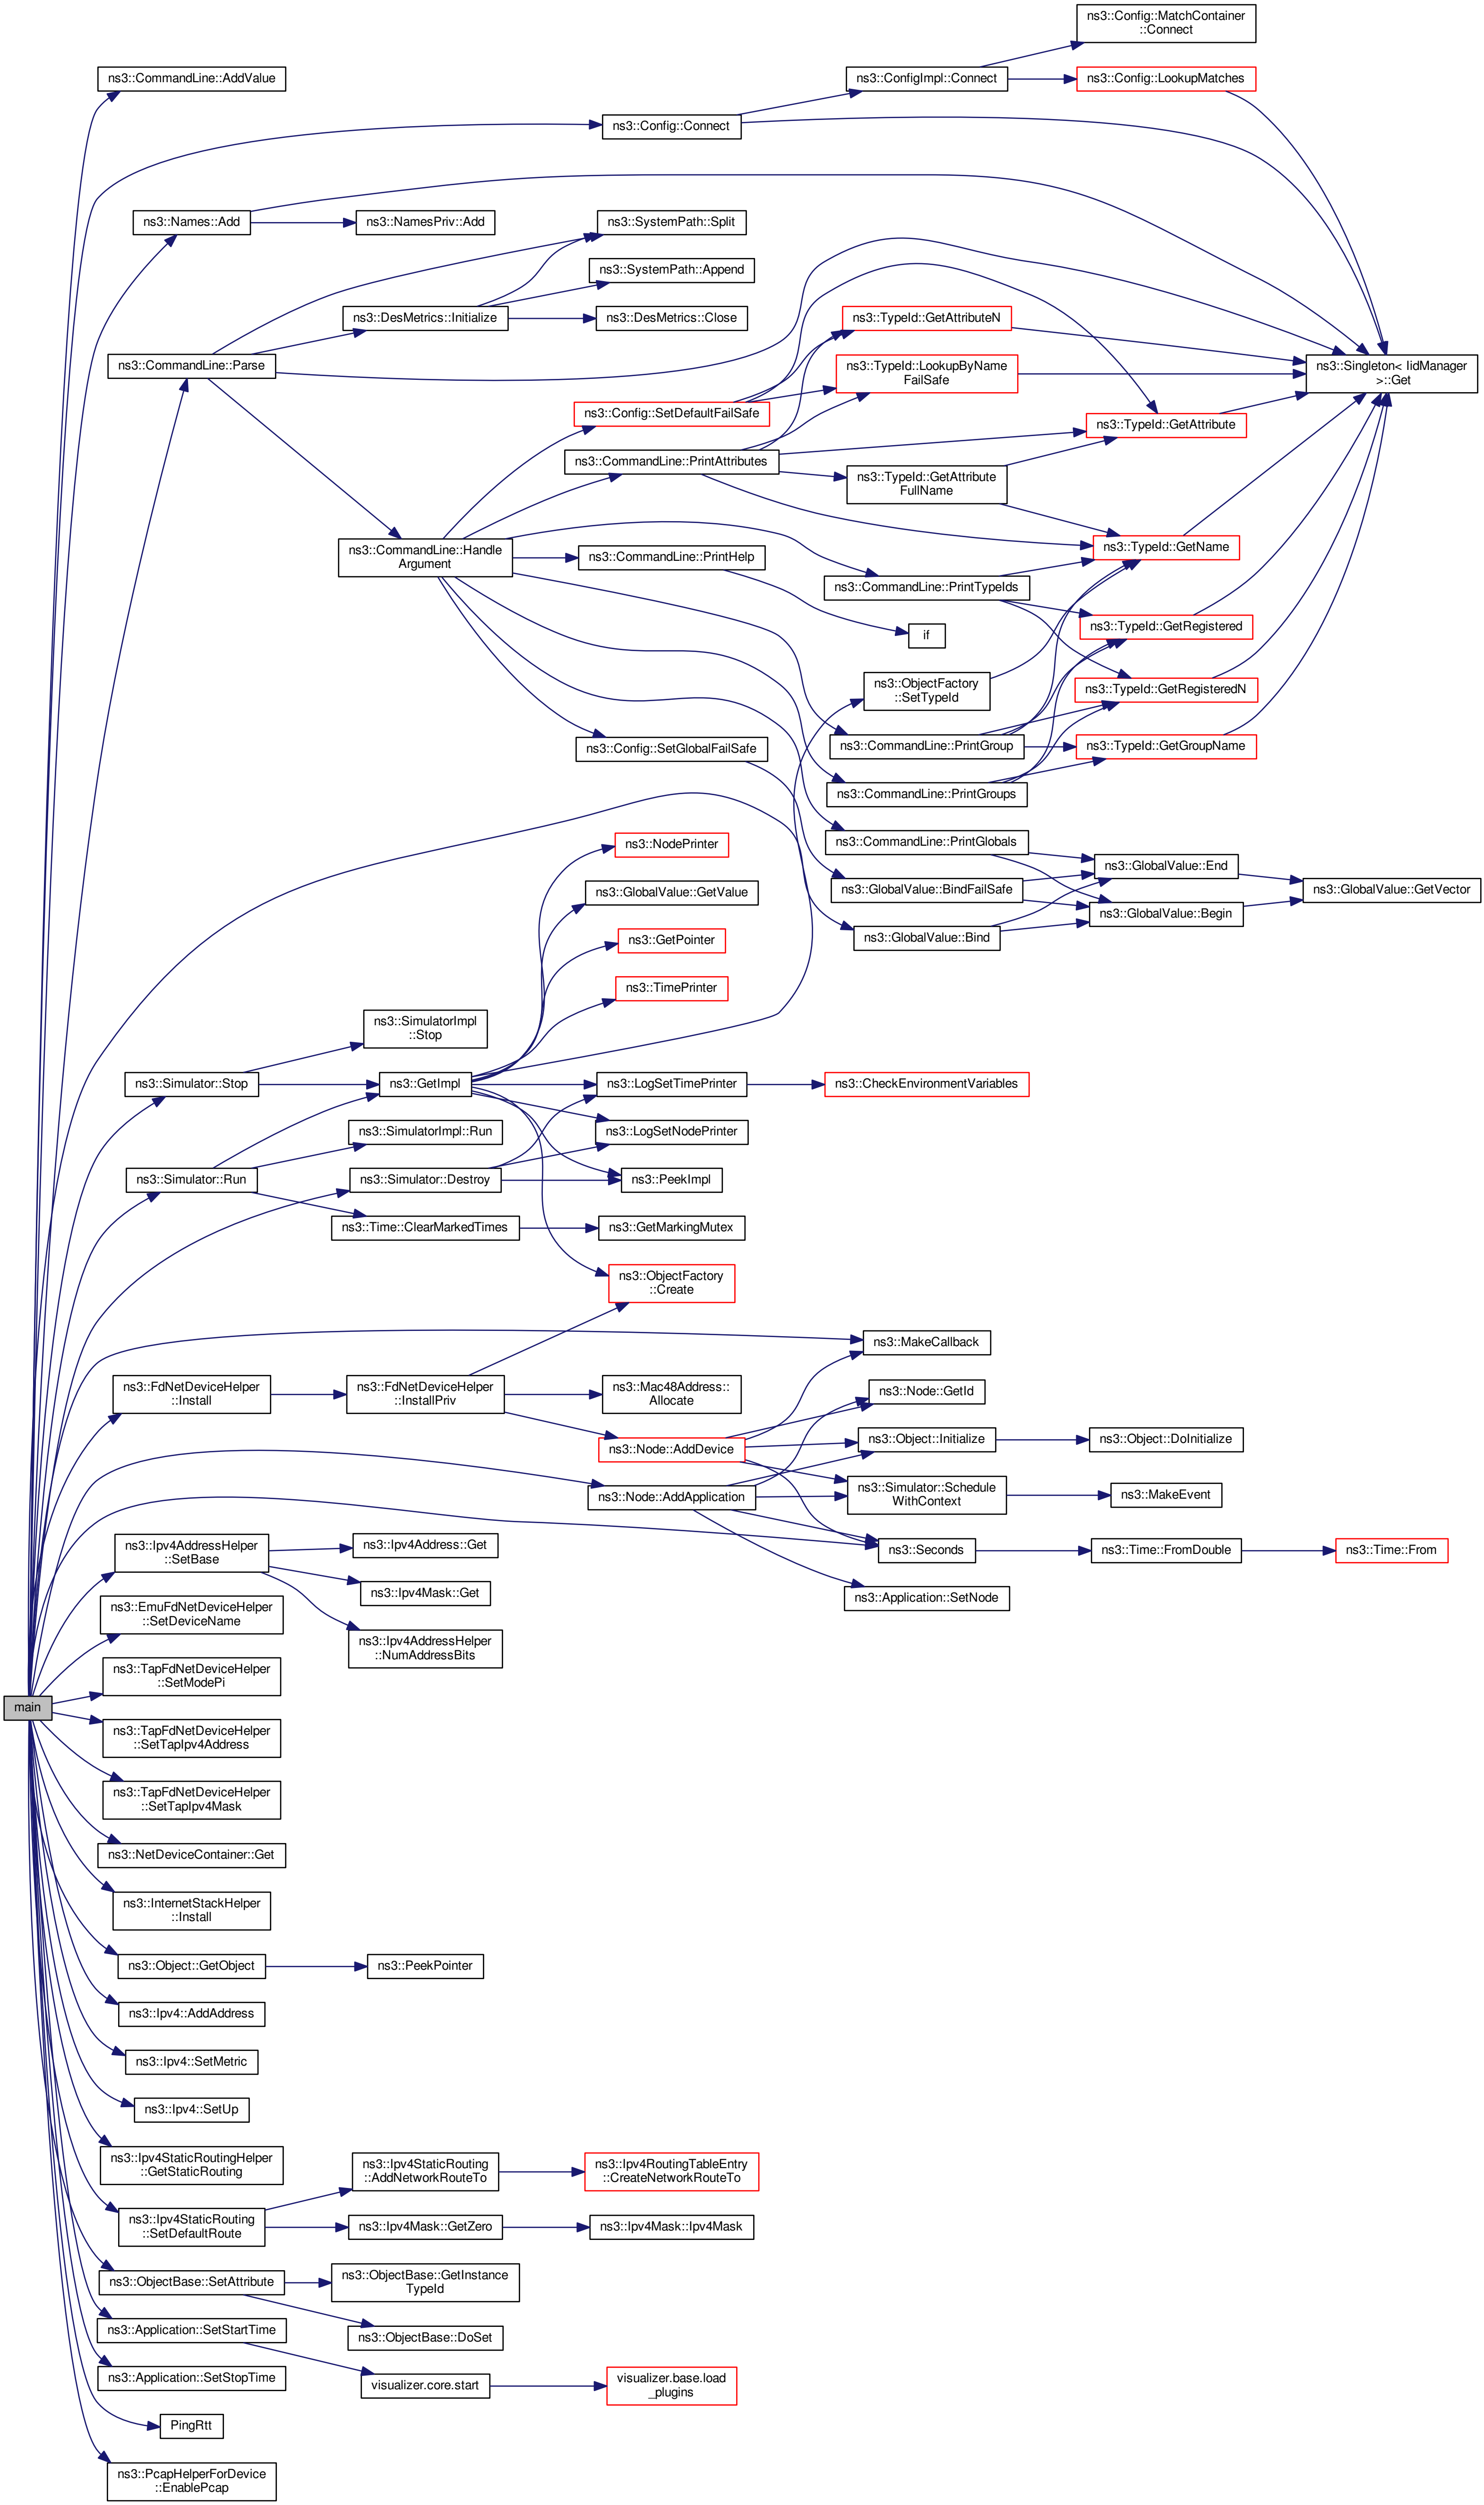 ns3::Config::MatchContainer
::Connect
ns3::CommandLine::AddValue
ns3::ConfigImpl::Connect
ns3::Config::LookupMatches
ns3::Config::Connect
ns3::Names::Add
ns3::NamesPriv::Add
ns3::SystemPath::Split
ns3::SystemPath::Append
ns3::DesMetrics::Initialize
ns3::DesMetrics::Close
ns3::TypeId::GetAttributeN
ns3::CommandLine::Parse
ns3::TypeId::LookupByName
FailSafe
ns3::Singleton< IidManager
>::Get
ns3::Config::SetDefaultFailSafe
ns3::TypeId::GetAttribute
ns3::CommandLine::PrintAttributes
ns3::TypeId::GetAttribute
FullName
ns3::CommandLine::Handle
Argument
ns3::CommandLine::PrintHelp
ns3::TypeId::GetName
ns3::CommandLine::PrintTypeIds
ns3::TypeId::GetRegistered
if
ns3::ObjectFactory
::SetTypeId
ns3::TypeId::GetRegisteredN
ns3::Config::SetGlobalFailSafe
ns3::CommandLine::PrintGroup
ns3::TypeId::GetGroupName
ns3::CommandLine::PrintGroups
ns3::NodePrinter
ns3::CommandLine::PrintGlobals
ns3::GlobalValue::End
ns3::GlobalValue::GetValue
ns3::GlobalValue::BindFailSafe
ns3::GlobalValue::GetVector
ns3::GlobalValue::Begin
ns3::GetPointer
ns3::GlobalValue::Bind
ns3::TimePrinter
ns3::SimulatorImpl
::Stop
ns3::Simulator::Stop
ns3::GetImpl
ns3::LogSetTimePrinter
ns3::CheckEnvironmentVariables
ns3::SimulatorImpl::Run
ns3::LogSetNodePrinter
ns3::Simulator::Run
ns3::Simulator::Destroy
ns3::PeekImpl
ns3::Time::ClearMarkedTimes
ns3::GetMarkingMutex
ns3::ObjectFactory
::Create
ns3::MakeCallback
ns3::FdNetDeviceHelper
::Install
ns3::FdNetDeviceHelper
::InstallPriv
ns3::Mac48Address::
Allocate
ns3::Node::GetId
ns3::Node::AddDevice
ns3::Object::Initialize
ns3::Object::DoInitialize
ns3::Node::AddApplication
ns3::Simulator::Schedule
WithContext
ns3::MakeEvent
ns3::Ipv4AddressHelper
::SetBase
ns3::Ipv4Address::Get
ns3::Seconds
ns3::Time::FromDouble
ns3::Time::From
ns3::Ipv4Mask::Get
ns3::Application::SetNode
ns3::EmuFdNetDeviceHelper
::SetDeviceName
ns3::Ipv4AddressHelper
::NumAddressBits
ns3::TapFdNetDeviceHelper
::SetModePi
main
ns3::TapFdNetDeviceHelper
::SetTapIpv4Address
ns3::TapFdNetDeviceHelper
::SetTapIpv4Mask
ns3::NetDeviceContainer::Get
ns3::InternetStackHelper
::Install
ns3::Object::GetObject
ns3::PeekPointer
ns3::Ipv4::AddAddress
ns3::Ipv4::SetMetric
ns3::Ipv4::SetUp
ns3::Ipv4StaticRoutingHelper
::GetStaticRouting
ns3::Ipv4StaticRouting
::AddNetworkRouteTo
ns3::Ipv4RoutingTableEntry
::CreateNetworkRouteTo
ns3::Ipv4StaticRouting
::SetDefaultRoute
ns3::Ipv4Mask::GetZero
ns3::Ipv4Mask::Ipv4Mask
ns3::ObjectBase::SetAttribute
ns3::ObjectBase::GetInstance
TypeId
ns3::Application::SetStartTime
ns3::ObjectBase::DoSet
ns3::Application::SetStopTime
visualizer.core.start
visualizer.base.load
_plugins
PingRtt
ns3::PcapHelperForDevice
::EnablePcap